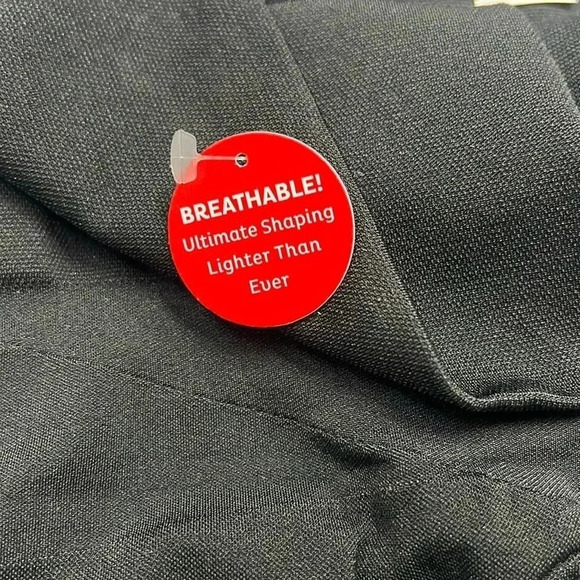 BREATHABLE!
Ultimate Shaping
Lighter Than
Ever